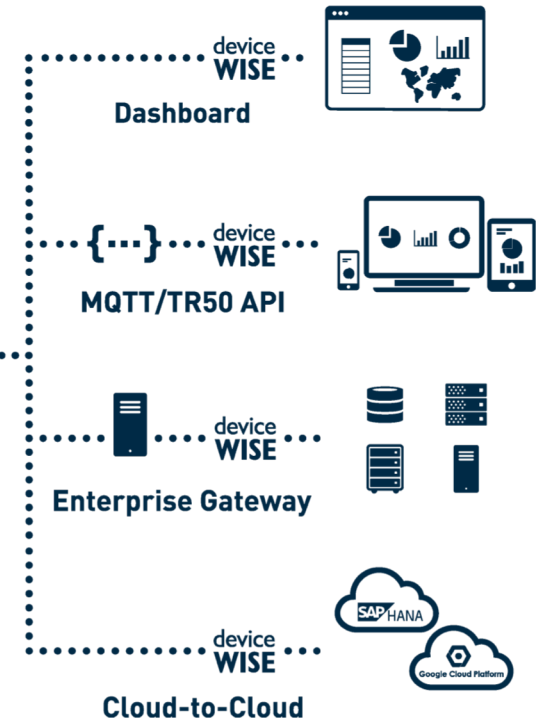 device
WISE
Dashboard
{...}
device
WISE
MQTT/TR50 API
device
WISE
Enterprise Gateway
SAP HANA
device
WISE
Google Cloud Platform
Cloud-to-Cloud